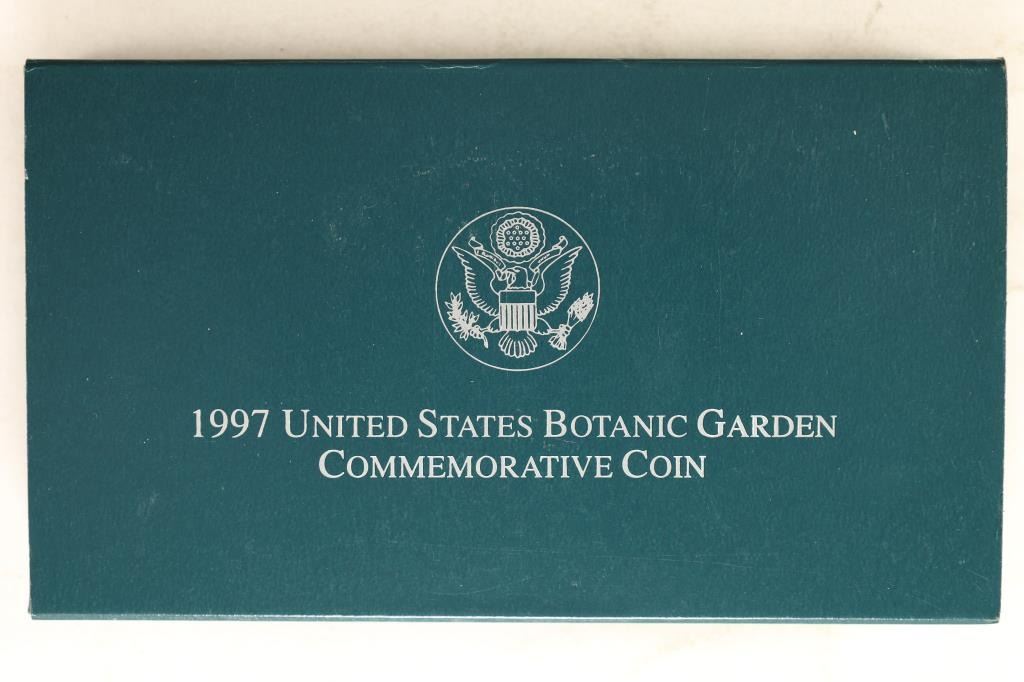 1997 United States Botanic Garden
Commemorative Coin